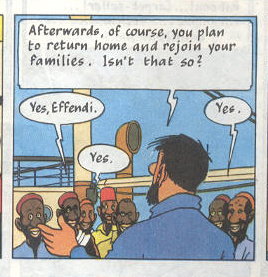 Afterwards, of course, you plan
to return home and rejoin your
families. Isn't that so?
Yes, Effendi.
Yes.
Yes.